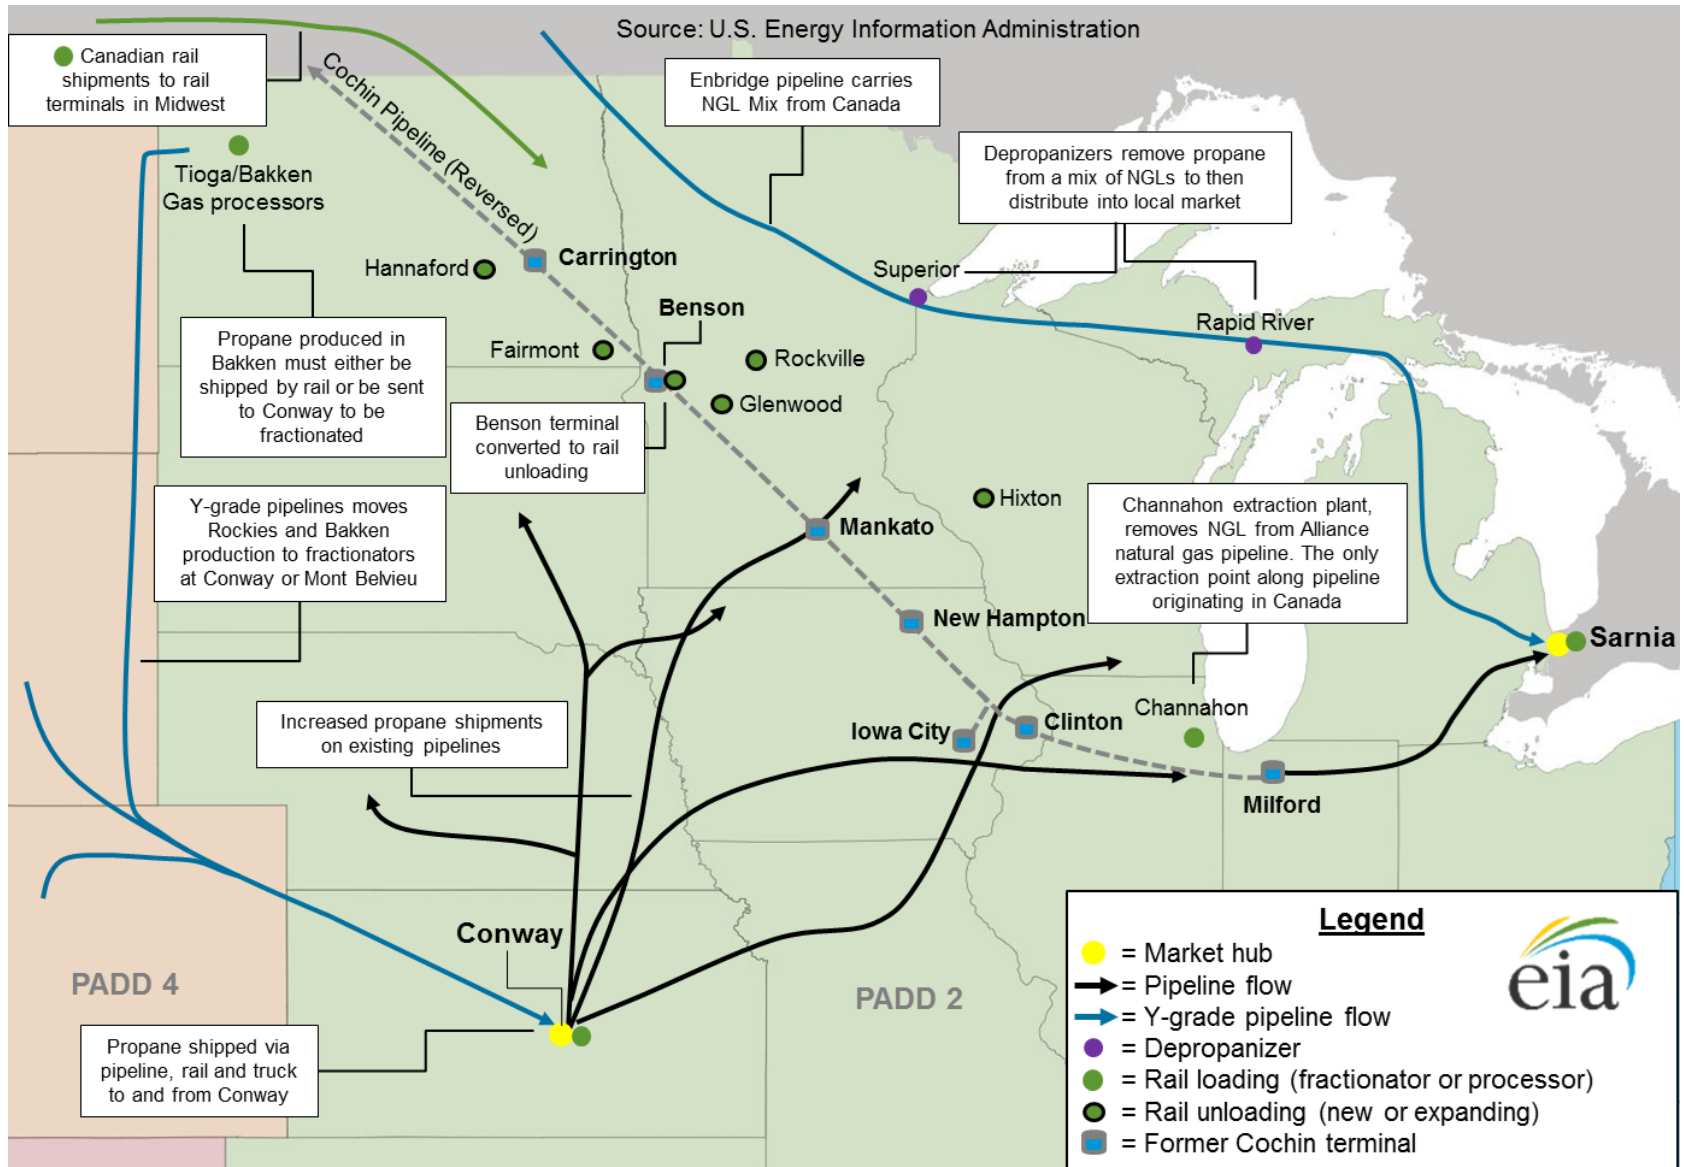 Source: U.S. Energy Information Administration
Canadian rail
shipments to rail
terminals in Midwest
Cochin Pipeline (Reversed)
Enbridge pipeline carries
NGL Mix from Canada
Depropanizers remove propane
from a mix of NGLs to then
distribute into local market
Tioga/Bakken
Gas processors
Hannaford
Carrington
Superior
Rapid River
Benson
Propane produced in
Bakken must either be
shipped by rail or be sent
to Conway to be
fractionated
Fairmont
Rockville
Glenwood
Benson terminal
converted to rail
unloading
Y-grade pipelines moves
Rockies and Bakken
production to fractionators
at Conway or Mont Belvieu
Mankato
Hixton
Channahon extraction plant,
removes NGL from Alliance
natural gas pipeline. The only
extraction point along pipeline
originating in Canada
New Hampton
Sarnia
Increased propane shipments
on existing pipelines
Iowa City
Clinton
Channahon
Milford
Conway
PADD 4
PADD 2
Propane shipped via
pipeline, rail and truck
to and from Conway
Legend
= Market hub
= Pipeline flow
= Y-grade pipeline flow
= Depropanizer
= Rail loading (fractionator or processor)
= Rail unloading (new or expanding)
= Former Cochin terminal
eia